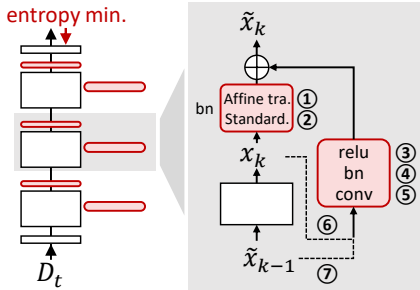 entropy min.
D_t
x̃_k
bn
Affine tra. ①
Standard. ②
x_k
relu ③
bn ④
conv ⑤
⑥
x̃_{k−1}
⑦